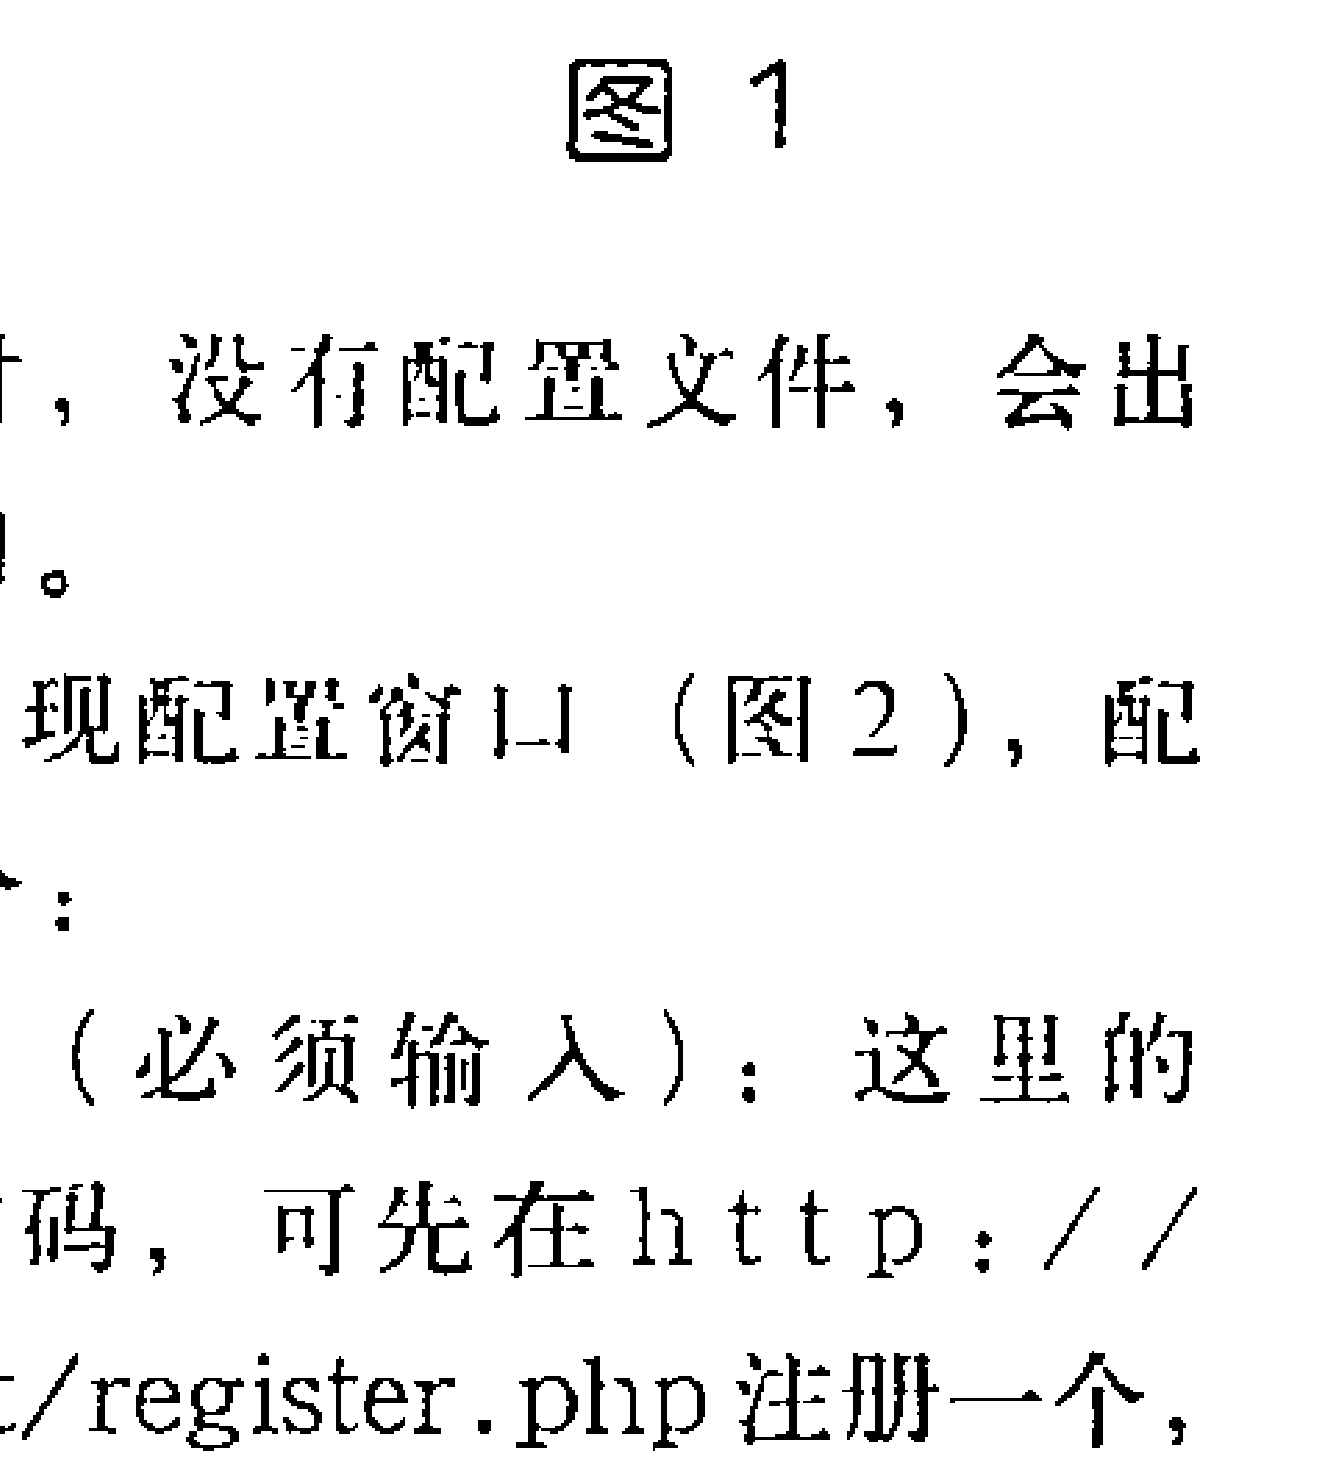 图 1
，没有配置文件，会出
。
现配置窗口（图2），配
：
（必须输入）：这里的
码，可先在http：//
t/register.php注册一个，